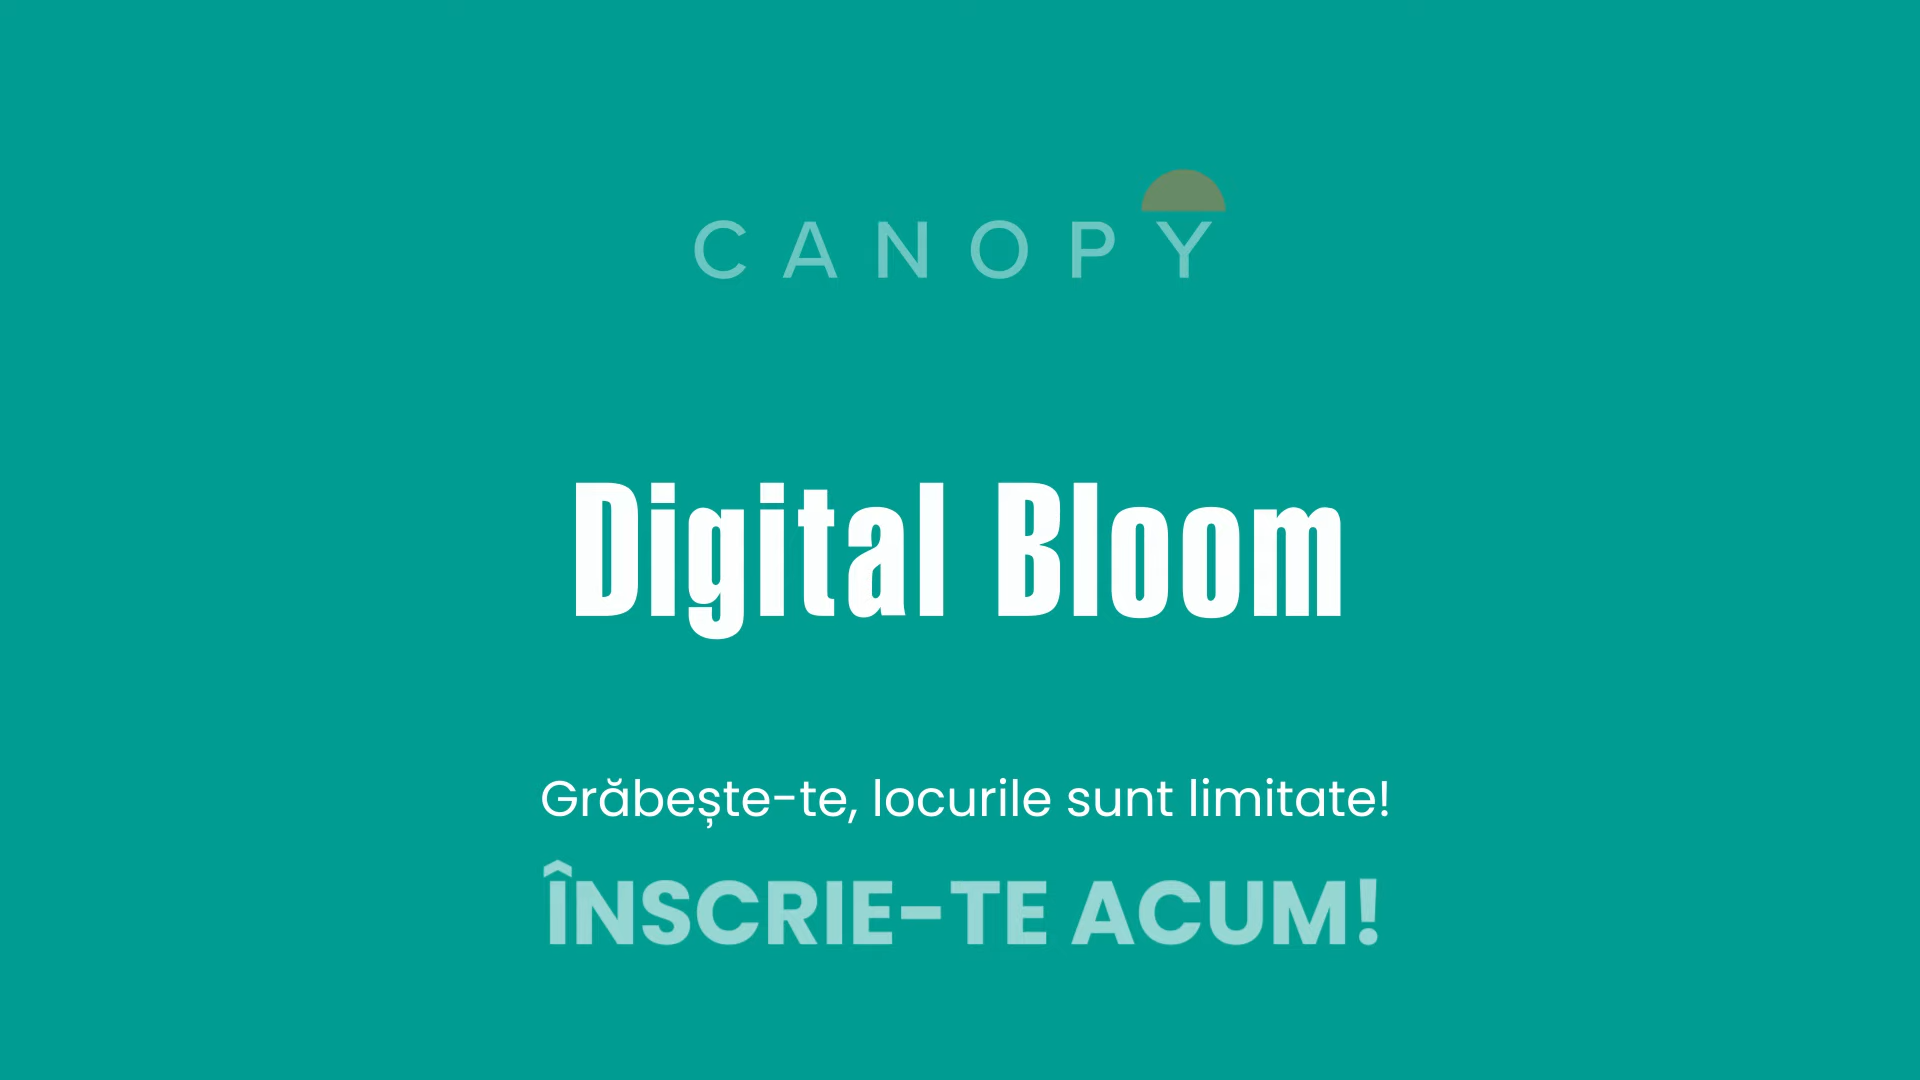 CANOPY
Digital Bloom
Grăbește-te, locurile sunt limitate!
ÎNSCRIE-TE ACUM!